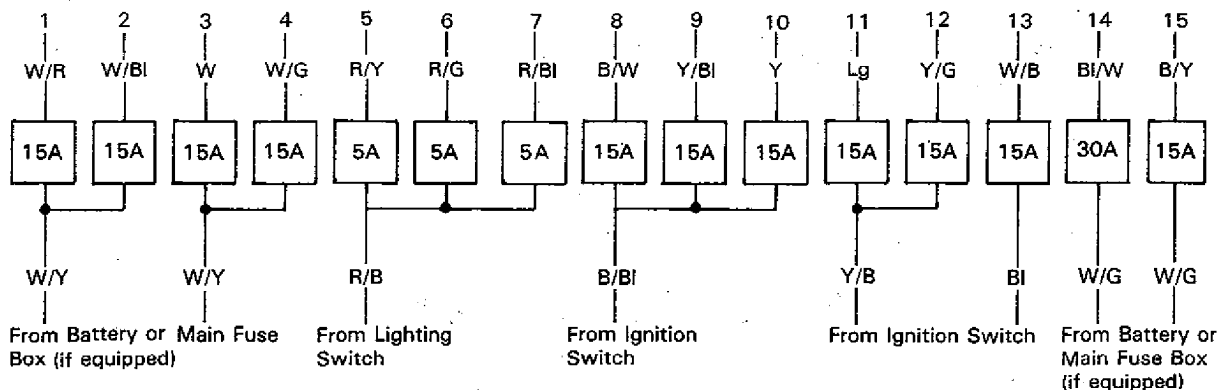 1 2 3 4 5 6 7 8 9 10 11 12 13 14 15
W/R W/Bl W W/G R/Y R/G R/Bl B/W Y/Bl Y Lg Y/G W/B Bl/W B/Y
15A 15A 15A 15A 5A 5A 5A 15A 15A 15A 15A 15A 15A 30A 15A
W/Y W/Y R/B B/Bl Y/B Bl W/G W/G
From Battery or Main Fuse
Box (if equipped)
From Lighting
Switch
From Ignition
Switch
From Ignition Switch
From Battery or
Main Fuse Box
(if equipped)